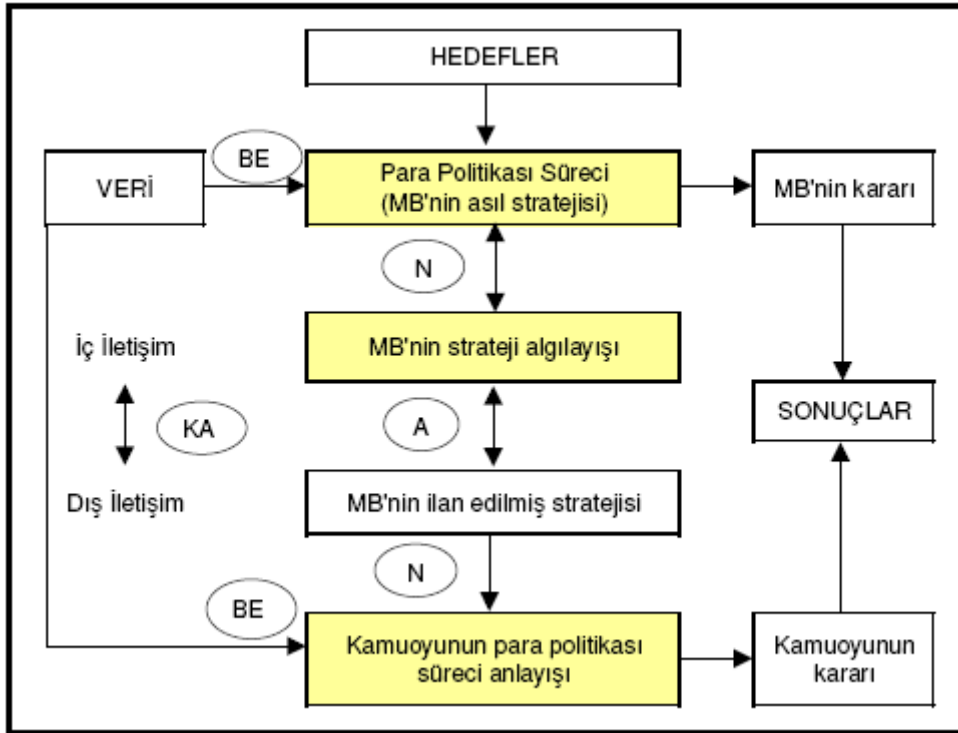 HEDEFLER
BE
VERİ
Para Politikası Süreci
(MB'nin asıl stratejisi)
MB'nin kararı
N
İç İletişim
MB'nin strateji algılayışı
KA
A
SONUÇLAR
Dış İletişim
MB'nin ilan edilmiş stratejisi
N
BE
Kamuoyunun para politikası
süreci anlayışı
Kamuoyunun
kararı